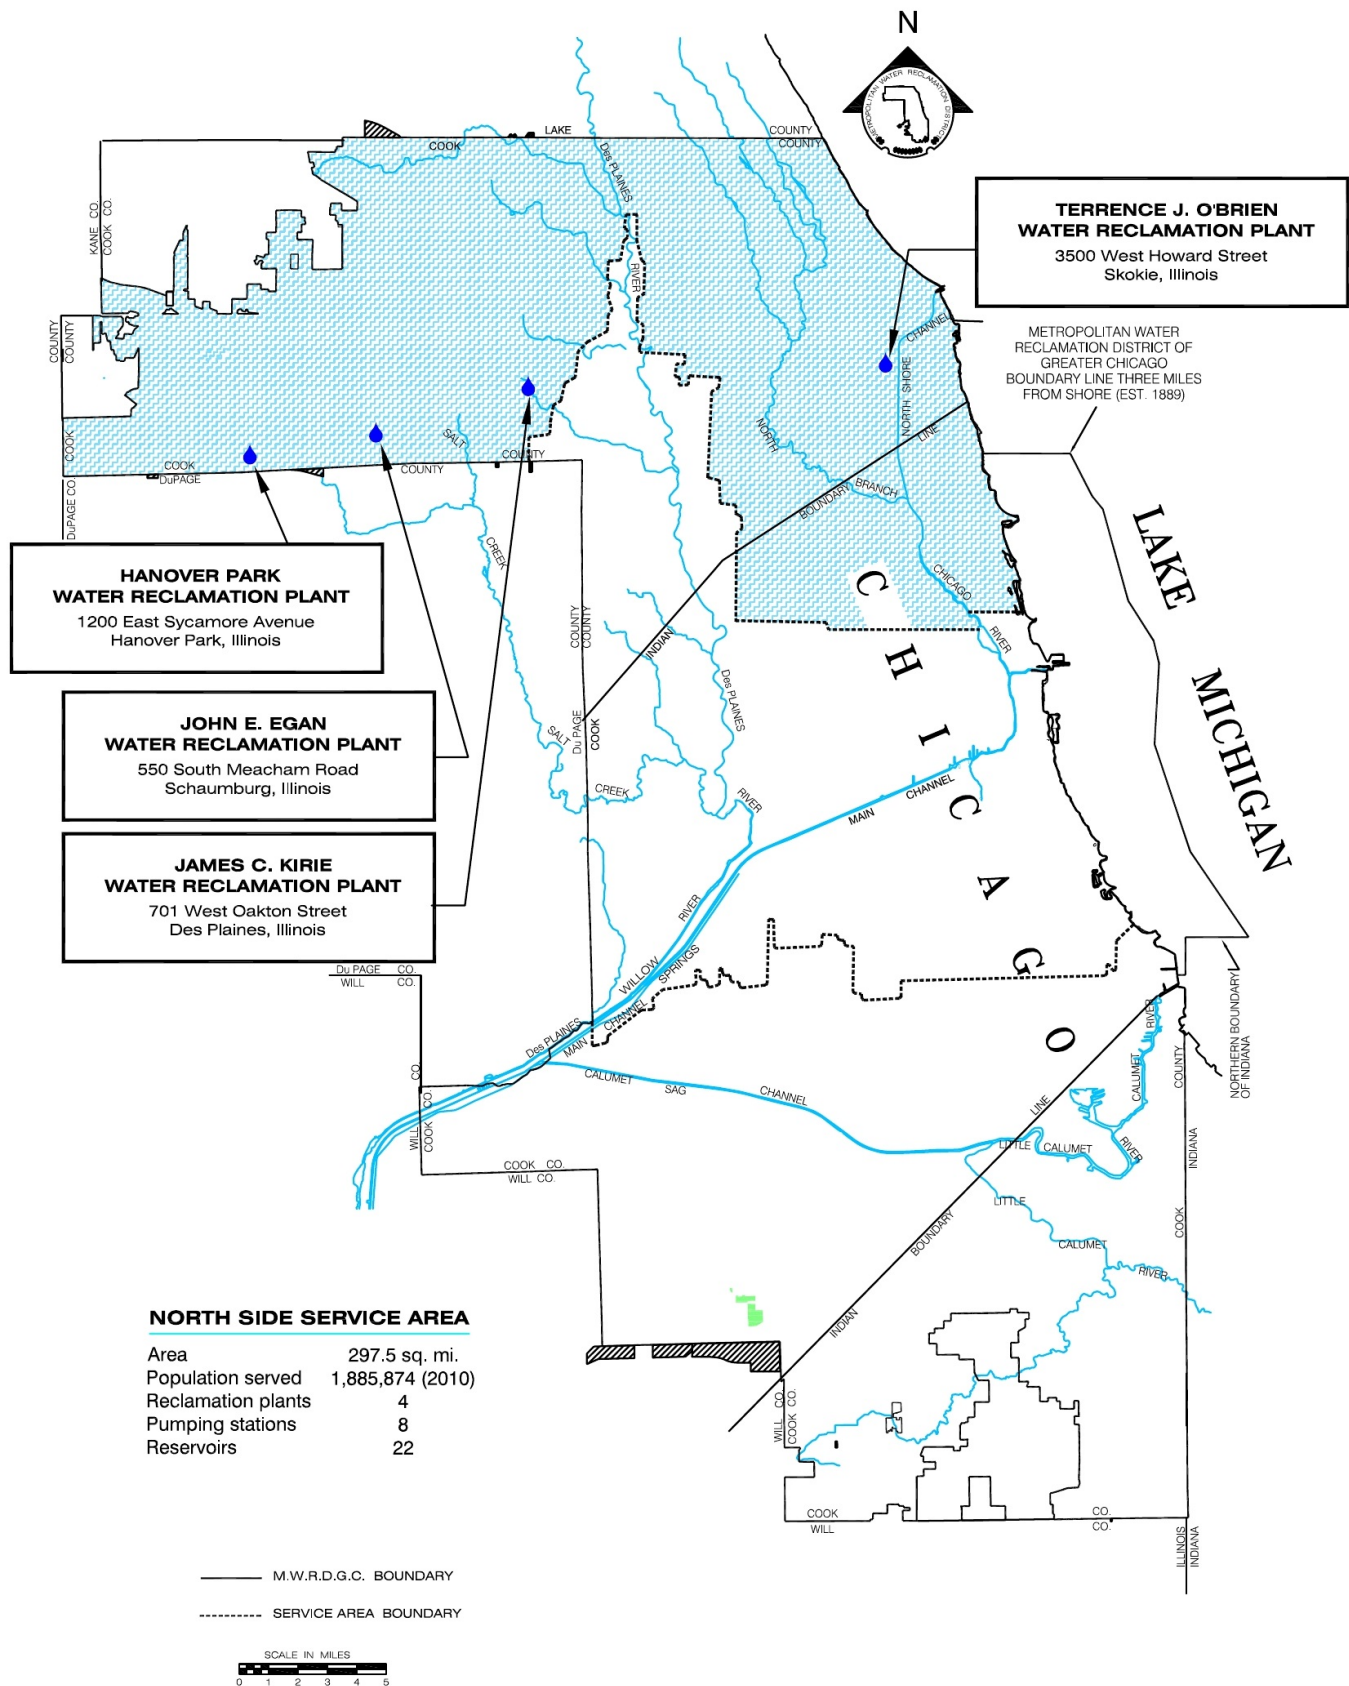 N
METROPOLITAN WATER RECLAMATION DISTRICT
LAKE COUNTY
COOK COUNTY
KANE CO.
COOK CO.
Des PLAINES
RIVER
TERRENCE J. O'BRIEN
WATER RECLAMATION PLANT
3500 West Howard Street
Skokie, Illinois
METROPOLITAN WATER
RECLAMATION DISTRICT OF
GREATER CHICAGO
BOUNDARY LINE THREE MILES
FROM SHORE (EST. 1889)
CHANNEL
NORTH SHORE
COUNTY
COUNTY
COOK
DuPAGE CO.
COOK
DuPAGE
COUNTY
COUNTY
SALT
CREEK
NORTH
BRANCH
CHICAGO
RIVER
INDIAN
BOUNDARY
LINE
HANOVER PARK
WATER RECLAMATION PLANT
1200 East Sycamore Avenue
Hanover Park, Illinois
JOHN E. EGAN
WATER RECLAMATION PLANT
550 South Meacham Road
Schaumburg, Illinois
JAMES C. KIRIE
WATER RECLAMATION PLANT
701 West Oakton Street
Des Plaines, Illinois
COUNTY
COUNTY
Du PAGE
COOK
SALT
CREEK
Des PLAINES
RIVER
CHICAGO
LAKE
MICHIGAN
MAIN
CHANNEL
RIVER
WILLOW
SPRINGS
CHANNEL
MAIN
Des PLAINES
Du PAGE CO.
WILL CO.
CO.
WILL CO.
COOK CO.
COOK CO.
WILL CO.
CALUMET
SAG
CHANNEL
LITTLE
CALUMET
RIVER
CALUMET
RIVER
LITTLE
CALUMET
RIVER
LINE
BOUNDARY
INDIAN
NORTHERN BOUNDARY
OF INDIANA
COUNTY
INDIANA
COOK
WILL CO.
COOK CO.
COOK
WILL
CO.
CO.
ILLINOIS
INDIANA
NORTH SIDE SERVICE AREA
Area 297.5 sq. mi.
Population served 1,885,874 (2010)
Reclamation plants 4
Pumping stations 8
Reservoirs 22
M.W.R.D.G.C. BOUNDARY
SERVICE AREA BOUNDARY
SCALE IN MILES
0 1 2 3 4 5